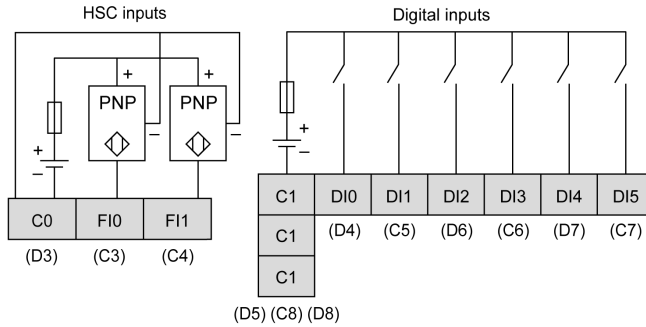 HSC inputs
Digital inputs
+ +
PNP PNP
– –
+
–
+
–
C0 FI0 FI1
(D3) (C3) (C4)
C1 DI0 DI1 DI2 DI3 DI4 DI5
C1 (D4) (C5) (D6) (C6) (D7) (C7)
C1
(D5) (C8) (D8)